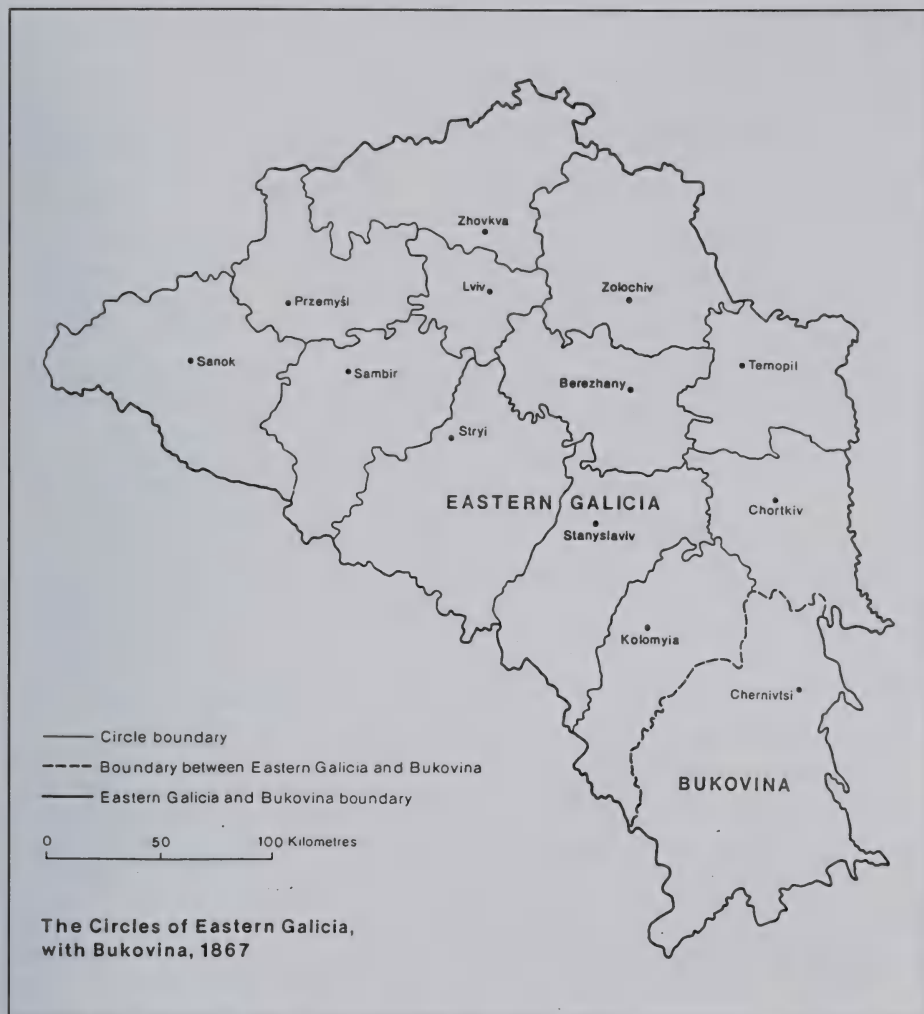 Zhovkva
Lviv
Zolochiv
Przemyśl
Sanok
Sambir
Berezhany
Ternopil
Stryi
EASTERN GALICIA
Stanyslaviv
Chortkiv
Kolomyia
Chernivtsi
BUKOVINA
Circle boundary
Boundary between Eastern Galicia and Bukovina
Eastern Galicia and Bukovina boundary
0 50 100 Kilometres
The Circles of Eastern Galicia,
with Bukovina, 1867